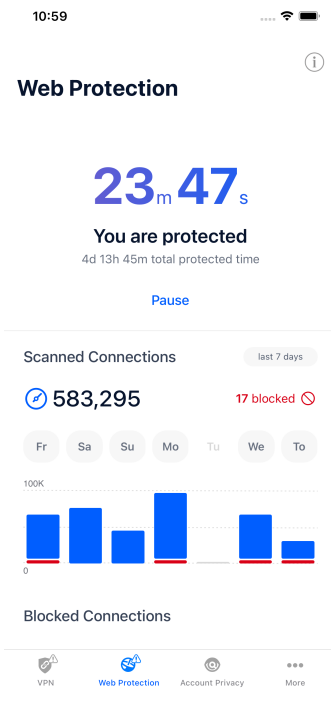 10:59
Web Protection
23m 47s
You are protected
4d 13h 45m total protected time
Pause
Scanned Connections
last 7 days
583,295
17 blocked
Fr Sa Su Mo Tu We To
100K
0
Blocked Connections
VPN Web Protection Account Privacy More